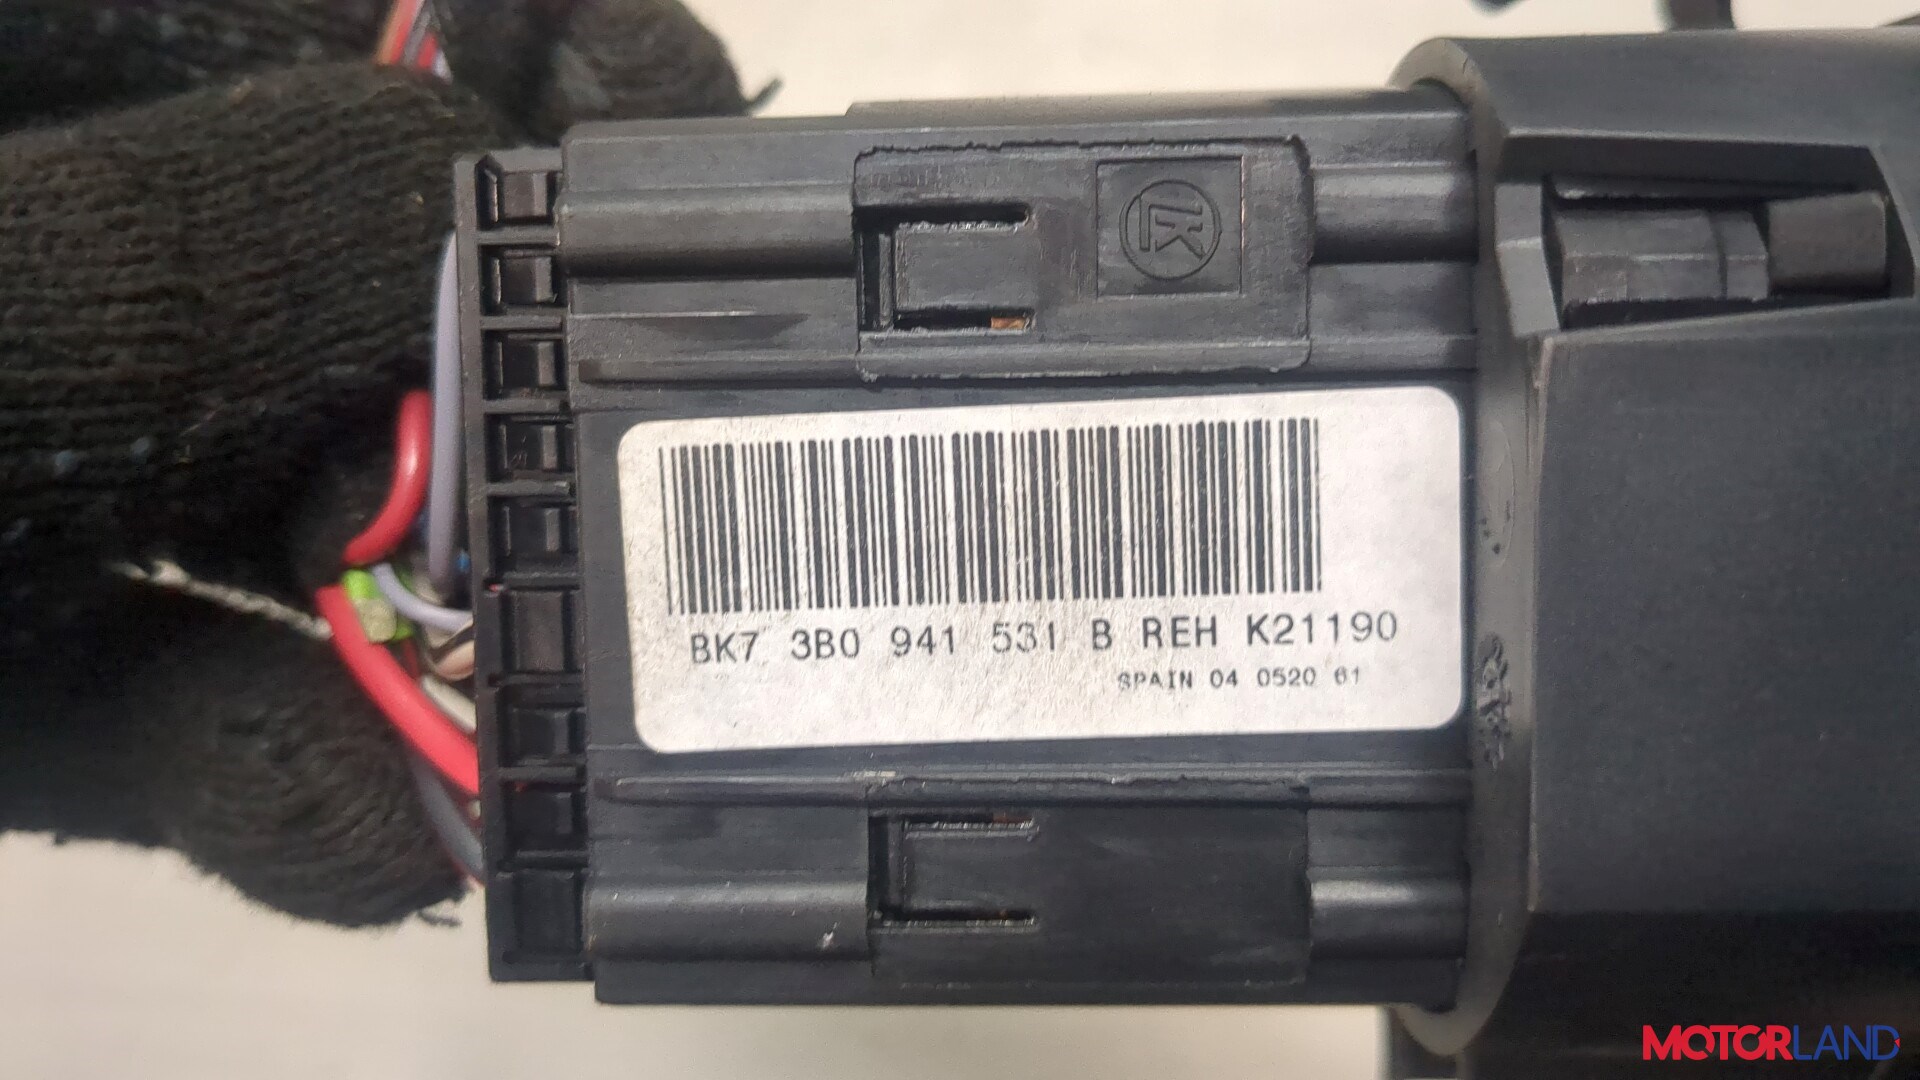 LK
BK7 3B0 941 531 B REH K21190
SPAIN 04 0520 61
MOTORLAND